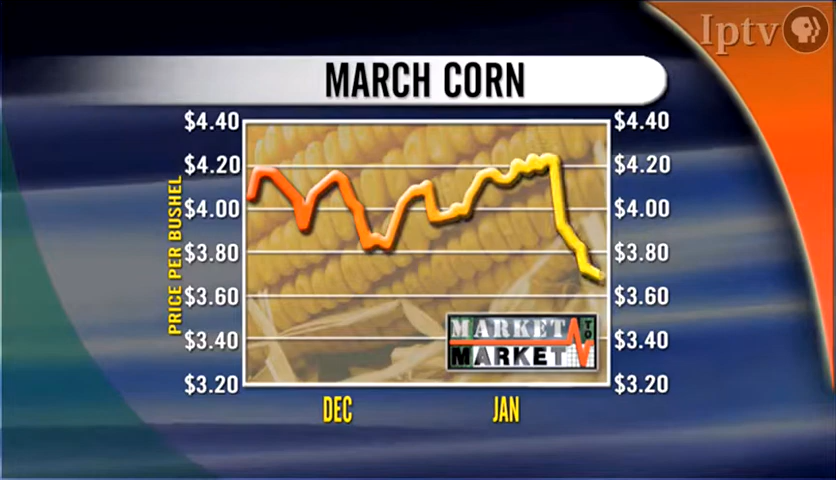 Iptv
MARCH CORN
$4.40 $4.40
$4.20 $4.20
$4.00 $4.00
$3.80 $3.80
$3.60 $3.60
$3.40 $3.40
$3.20 $3.20
PRICE PER BUSHEL
MARKET TO
MARKET
DEC JAN